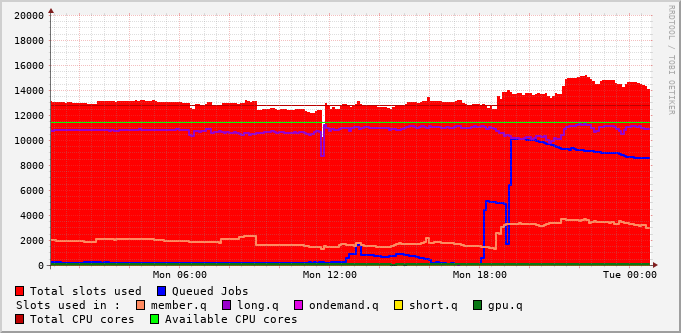 20000
18000
16000
14000
12000
10000
8000
6000
4000
2000
0
Mon 06:00 Mon 12:00 Mon 18:00 Tue 00:00
Total slots used Queued Jobs
Slots used in : member.q long.q ondemand.q short.q gpu.q
Total CPU cores Available CPU cores
RRDTOOL / TOBI OETIKER